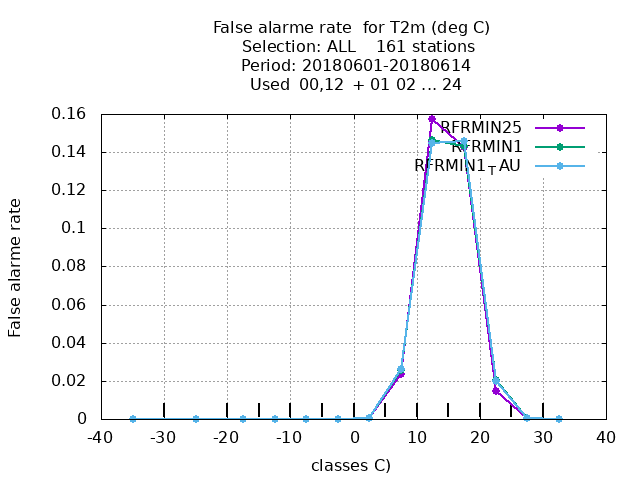 False alarme rate  for T2m (deg C)
Selection: ALL    161 stations
Period: 20180601-20180614
Used  00,12  + 01 02 ... 24
RFRMIN25
RFRMIN1
RFRMIN1_TAU
0.16
0.14
0.12
0.1
0.08
0.06
0.04
0.02
0
False alarme rate
-40 -30 -20 -10 0 10 20 30 40
classes C)